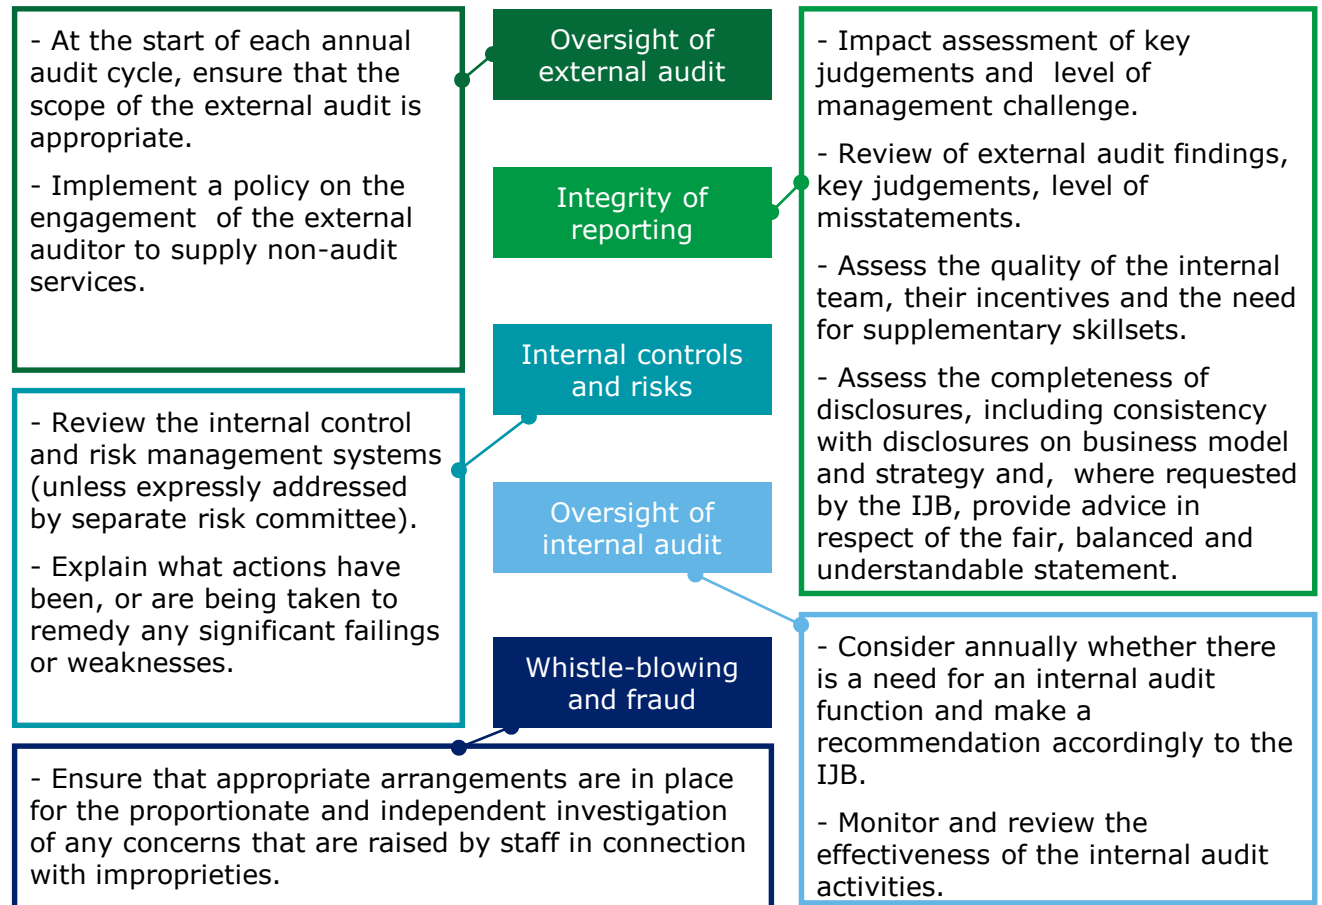 Oversight of
external audit
- At the start of each annual
audit cycle, ensure that the
scope of the external audit is
appropriate.
- Implement a policy on the
engagement of the external
auditor to supply non-audit
services.
Integrity of
reporting
- Impact assessment of key
judgements and level of
management challenge.
- Review of external audit findings,
key judgements, level of
misstatements.
- Assess the quality of the internal
team, their incentives and the need
for supplementary skillsets.
- Assess the completeness of
disclosures, including consistency
with disclosures on business model
and strategy and, where requested
by the IJB, provide advice in
respect of the fair, balanced and
understandable statement.
Internal controls
and risks
- Review the internal control
and risk management systems
(unless expressly addressed
by separate risk committee).
- Explain what actions have
been, or are being taken to
remedy any significant failings
or weaknesses.
Oversight of
internal audit
- Consider annually whether there
is a need for an internal audit
function and make a
recommendation accordingly to the
IJB.
- Monitor and review the
effectiveness of the internal audit
activities.
Whistle-blowing
and fraud
- Ensure that appropriate arrangements are in place
for the proportionate and independent investigation
of any concerns that are raised by staff in connection
with improprieties.